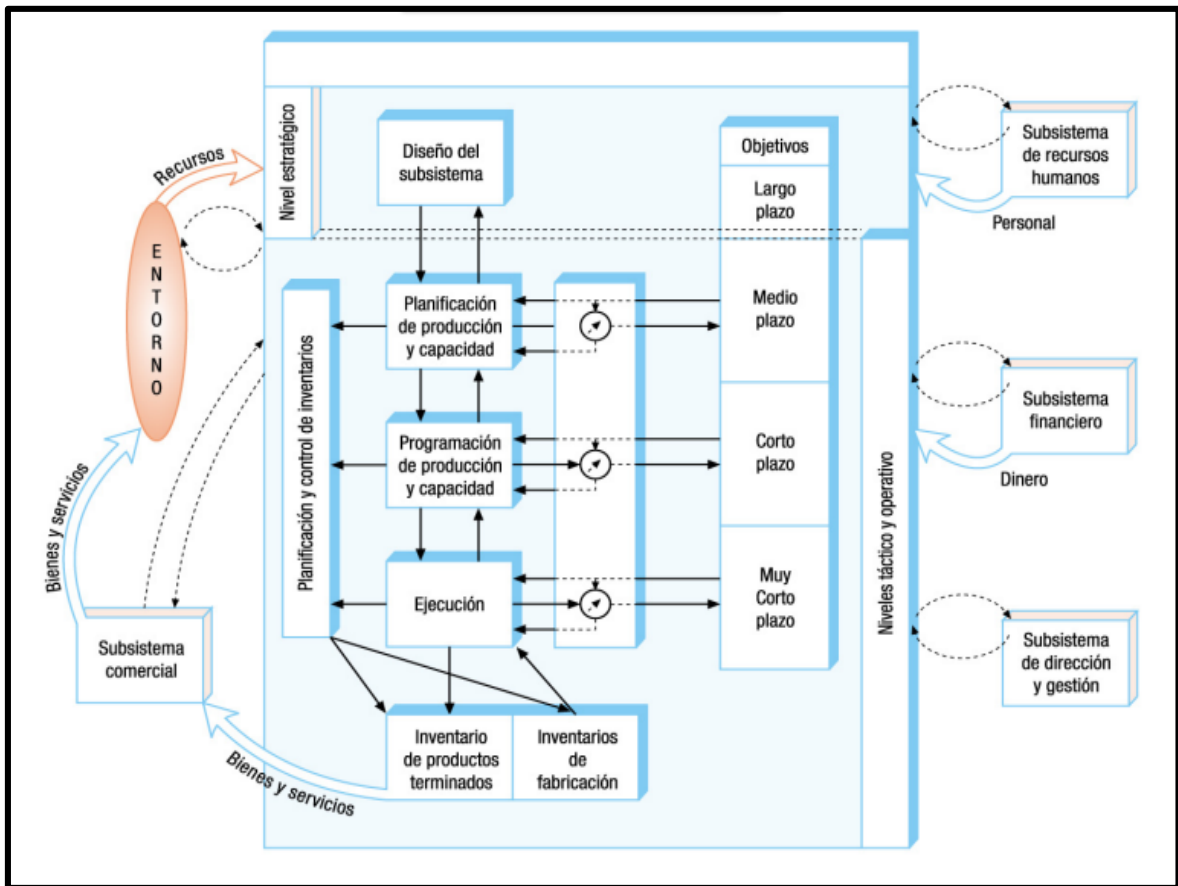 Nivel estratégico
Diseño del
subsistema
Objetivos
Largo
plazo
Medio
plazo
Corto
plazo
Muy
Corto
plazo
Recursos
ENTORNO
Bienes y servicios
Subsistema
comercial
Bienes y servicios
Planificación y control de inventarios
Planificación
de producción
y capacidad
Programación
de producción
y capacidad
Ejecución
Inventario
de productos
terminados
Inventarios
de
fabricación
Niveles táctico y operativo
Subsistema
de recursos
humanos
Personal
Subsistema
financiero
Dinero
Subsistema
de dirección
y gestión